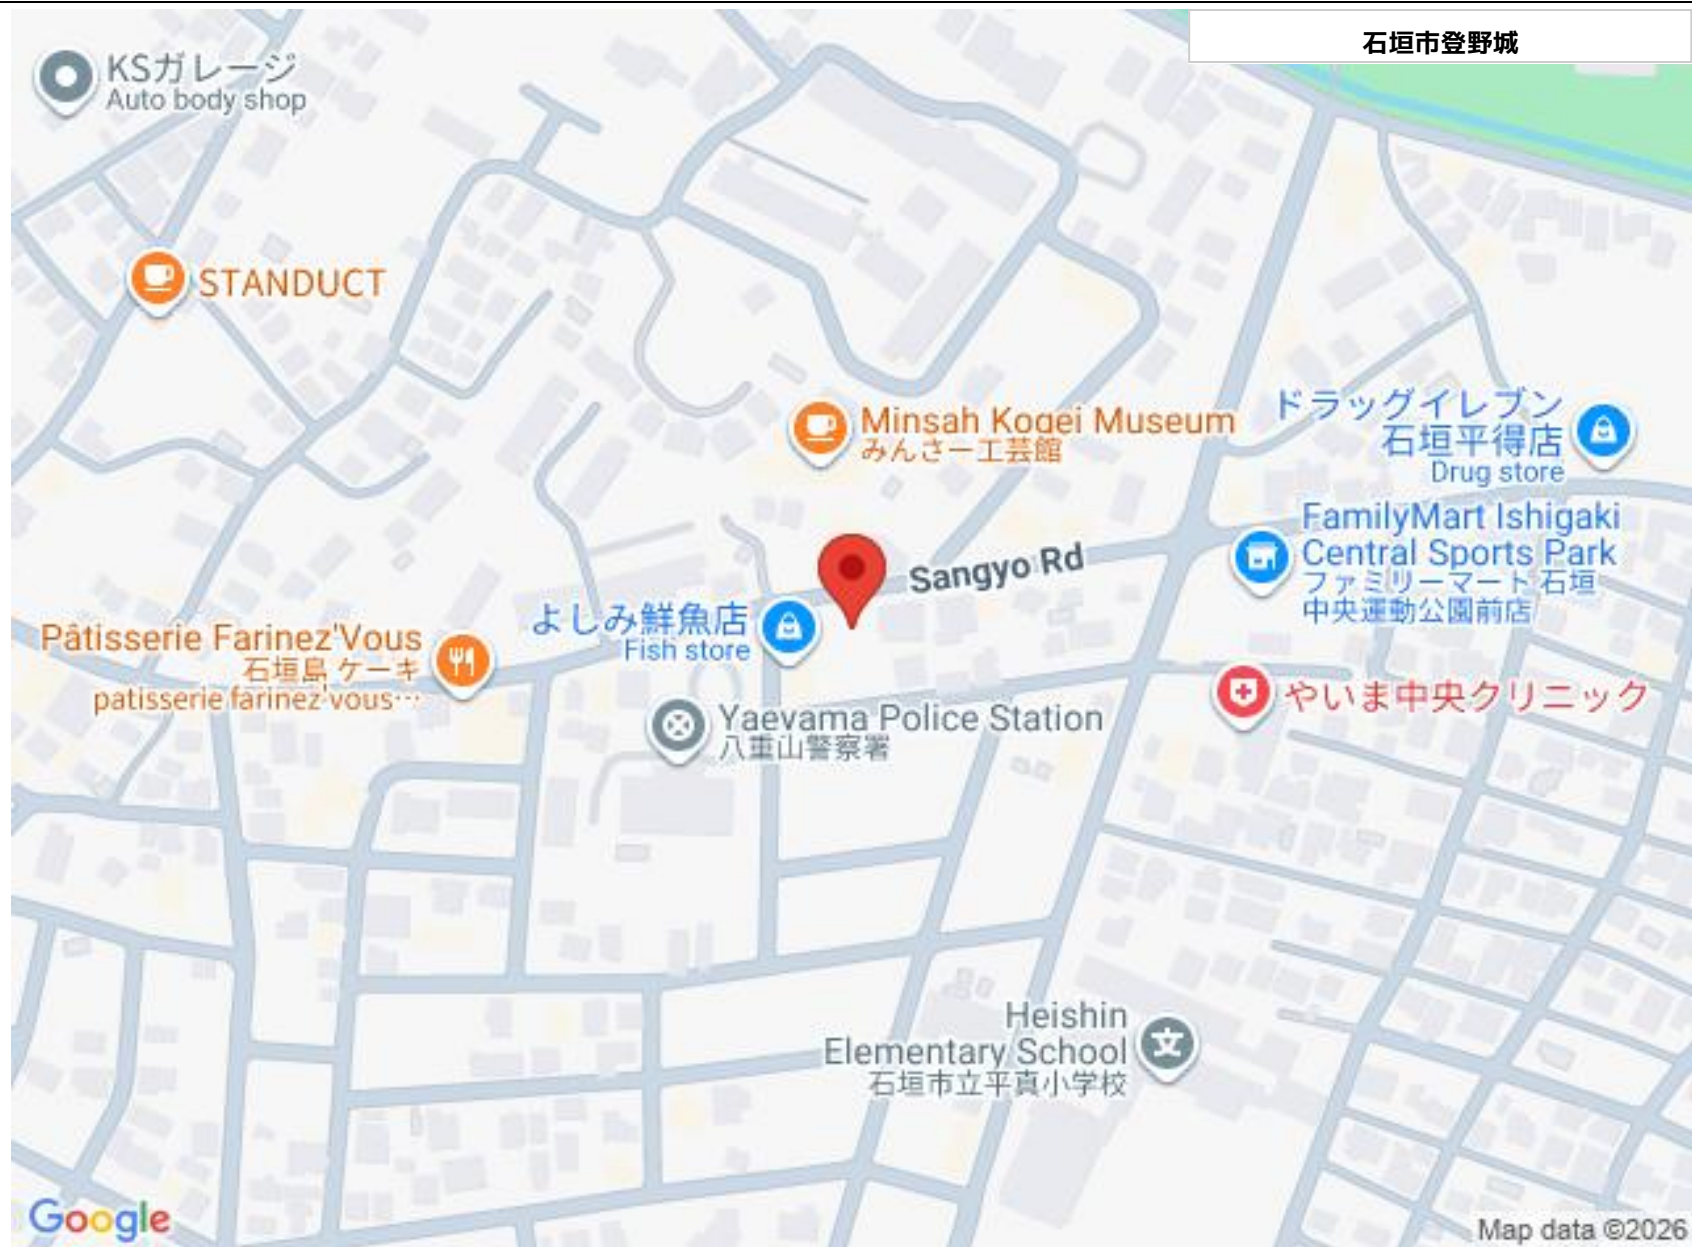 石垣市登野城
KSガレージ
Auto body shop
STANDUCT
Minsah Kogei Museum
みんさー工芸館
ドラッグイレブン
石垣平得店
Drug store
FamilyMart Ishigaki
Central Sports Park
ファミリーマート 石垣
中央運動公園前店
Sangyo Rd
よしみ鮮魚店
Fish store
Pâtisserie Farinez'Vous
石垣島 ケーキ
patisserie farinez'vous…
やいま中央クリニック
Yaeyama Police Station
八重山警察署
Heishin
Elementary School
石垣市立平真小学校
Google
Map data ©2026